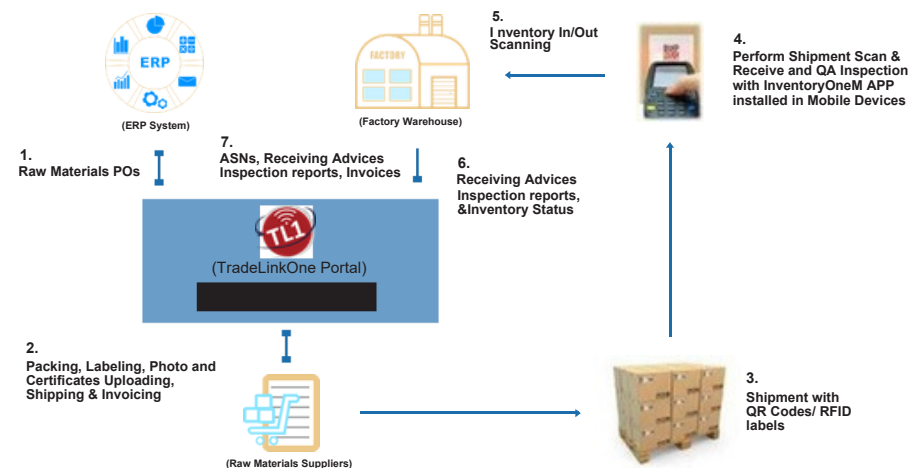 ERP
(ERP System)
FACTORY
(Factory Warehouse)
5.
I nventory In/Out
Scanning
4.
Perform Shipment Scan &
Receive and QA Inspection
with InventoryOneM APP
installed in Mobile Devices
1.
Raw Materials POs
7.
ASNs, Receiving Advices
Inspection reports, Invoices
6.
Receiving Advices
Inspection reports,
&Inventory Status
TL1
(TradeLinkOne Portal)
2.
Packing, Labeling, Photo and
Certificates Uploading,
Shipping & Invoicing
(Raw Materials Suppliers)
3.
Shipment with
QR Codes/ RFID
labels